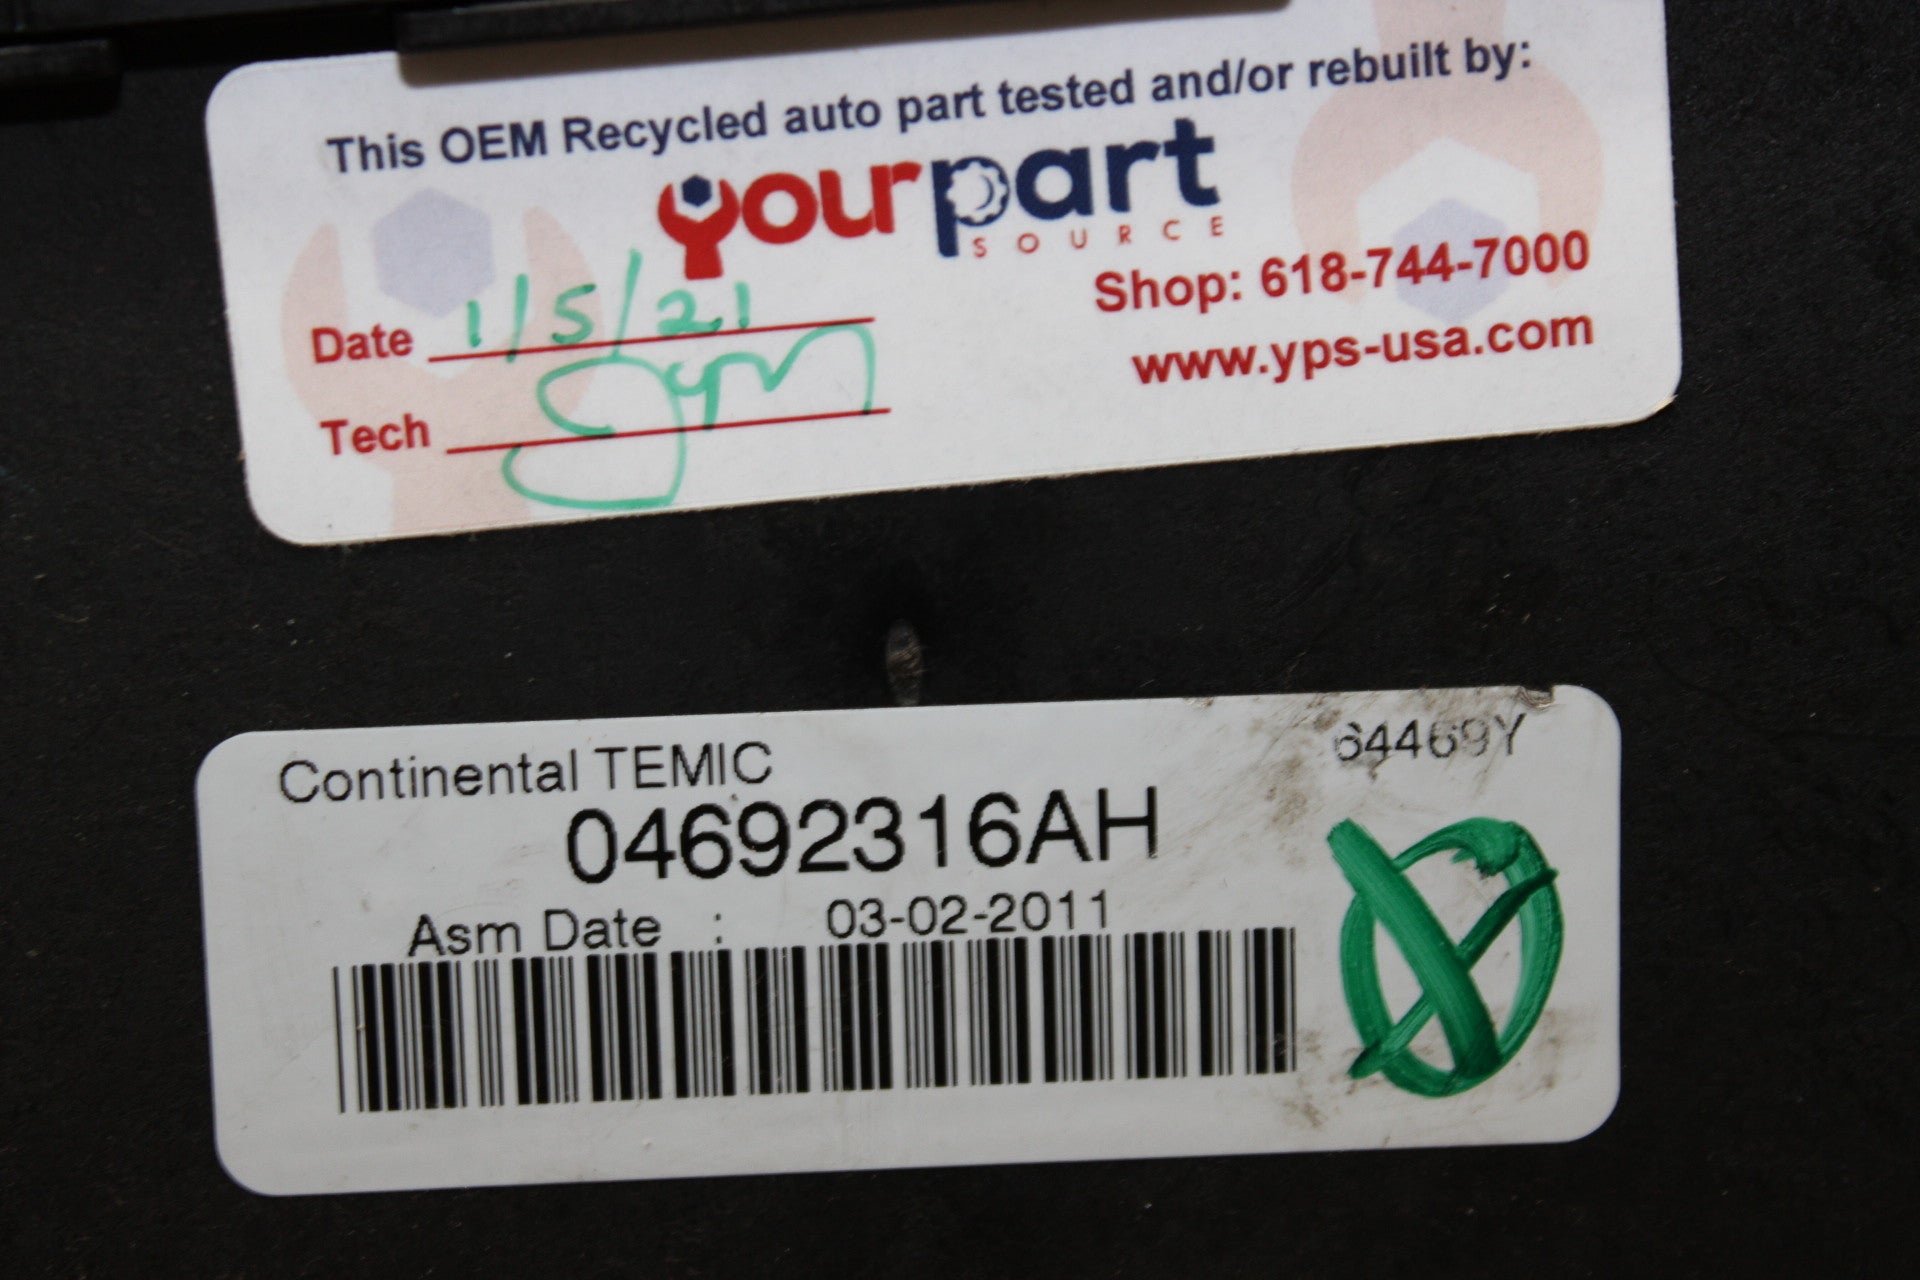 This OEM Recycled auto part tested and/or rebuilt by:
yourpart
SOURCE
Date 1/5/21
Shop: 618-744-7000
Tech
www.yps-usa.com
Continental TEMIC
64469Y
04692316AH
Asm Date : 03-02-2011